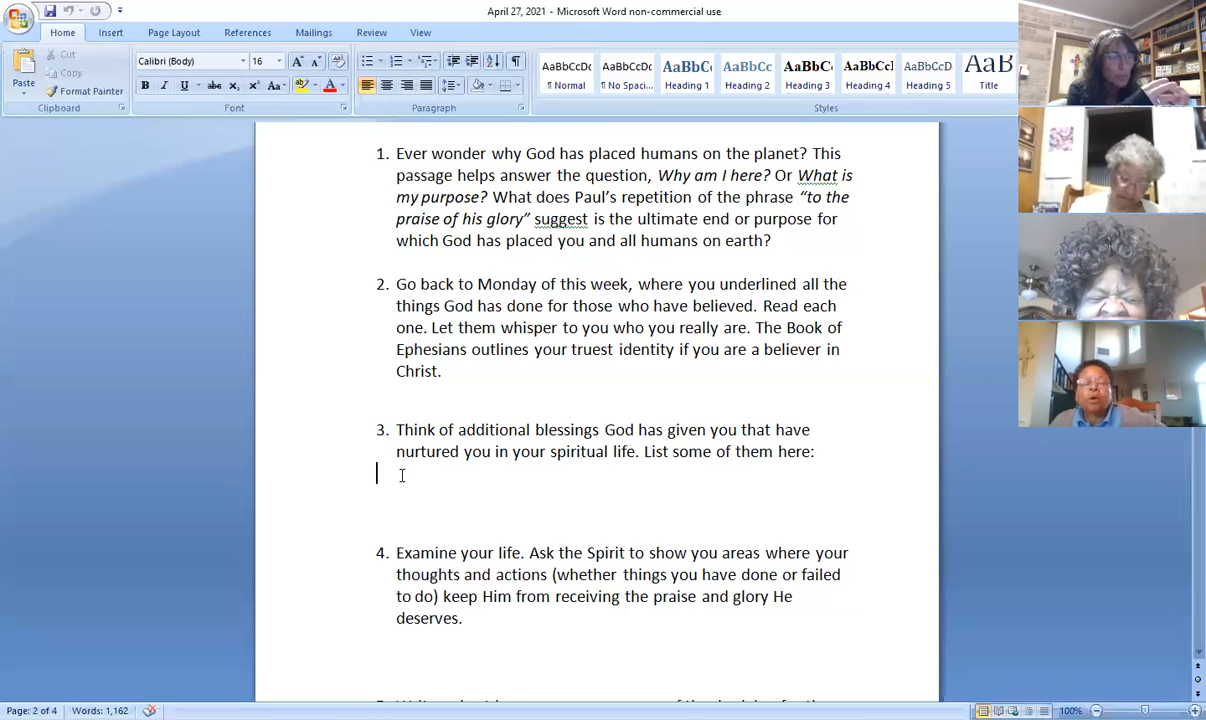 April 27, 2021 - Microsoft Word non-commercial use
Home Insert Page Layout References Mailings Review View
Paste
Cut
Copy
Format Painter
Clipboard
Calibri (Body) 16
B I U abc x₂ x² Aa
Font
Paragraph
AaBbCcDc AaBbCcDc AaBbC AaBbCc AaBbC AaBbCcI AaBbCcD AaB
¶ Normal ¶ No Spaci... Heading 1 Heading 2 Heading 3 Heading 4 Heading 5 Title
Styles
1. Ever wonder why God has placed humans on the planet? This
passage helps answer the question, Why am I here? Or What is
my purpose? What does Paul's repetition of the phrase "to the
praise of his glory" suggest is the ultimate end or purpose for
which God has placed you and all humans on earth?
2. Go back to Monday of this week, where you underlined all the
things God has done for those who have believed. Read each
one. Let them whisper to you who you really are. The Book of
Ephesians outlines your truest identity if you are a believer in
Christ.
3. Think of additional blessings God has given you that have
nurtured you in your spiritual life. List some of them here:
4. Examine your life. Ask the Spirit to show you areas where your
thoughts and actions (whether things you have done or failed
to do) keep Him from receiving the praise and glory He
deserves.
Page: 2 of 4 Words: 1,162 100%